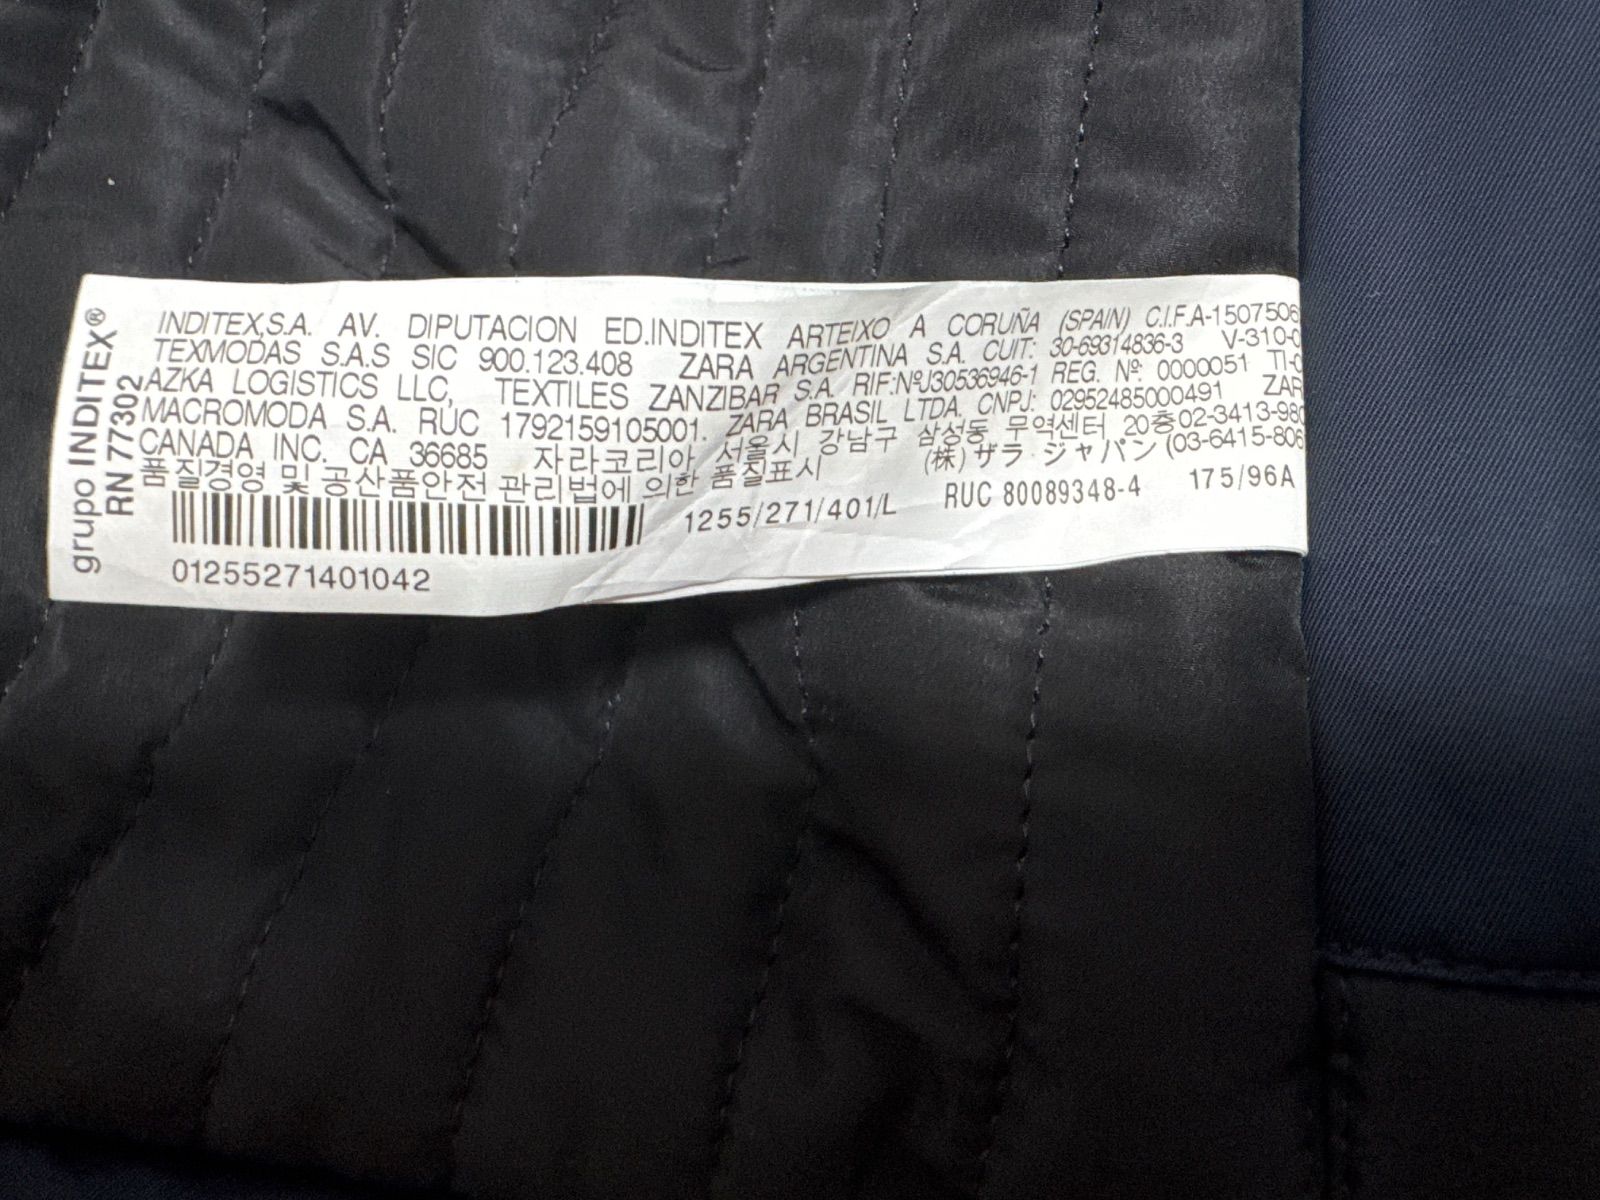 grupo INDITEX®
RN 77302
INDITEX,S.A. AV. DIPUTACION ED.INDITEX ARTEIXO A CORUÑA (SPAIN) C.I.F.A-1507506
TEXMODAS S.A.S SIC 900.123.408 ZARA ARGENTINA S.A. CUIT: 30-69314836-3 V-310-0
AZKA LOGISTICS LLC, TEXTILES ZANZIBAR S.A. RIF:NºJ30536946-1 REG. Nº: 0000051 TI-0
MACROMODA S.A. RUC 1792159105001. ZARA BRASIL LTDA. CNPJ: 02952485000491 ZAR
CANADA INC. CA 36685 자라코리아 서울시 강남구 삼성동 무역센터 20층02-3413-980
품질경영 및 공산품안전 관리법에 의한 품질표시 (株)ザラ・ジャパン(03-6415-806
1255/271/401/L RUC 80089348-4 175/96A
01255271401042